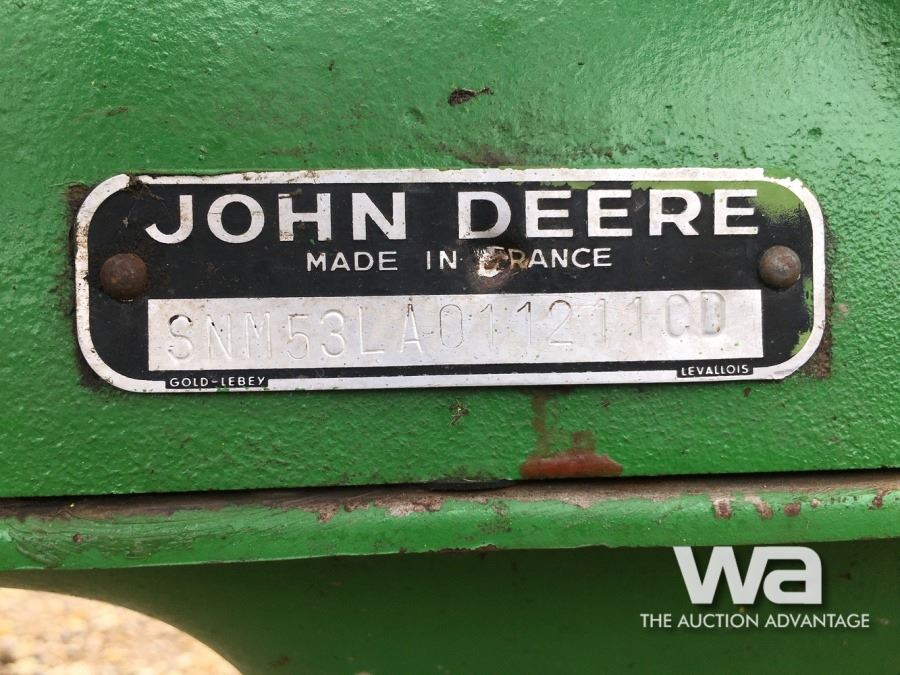 JOHN DEERE
MADE IN FRANCE
SNM53LA011211CD
GOLD-LEBEY
LEVALLOIS
wa
THE AUCTION ADVANTAGE